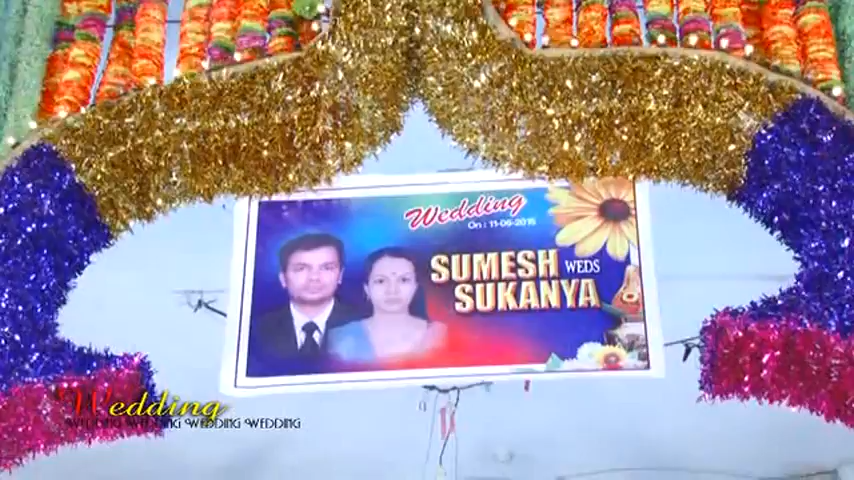 Wedding
On : 11-06-2015
SUMESH WEDS
SUKANYA
Wedding
WEDDING WEDDING WEDDING WEDDING